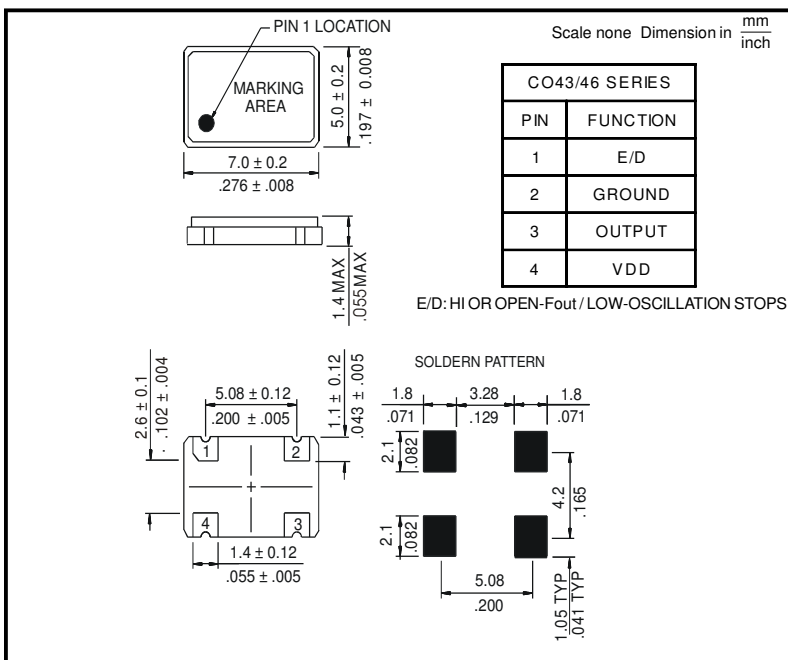 PIN 1 LOCATION
Scale none Dimension in mm
inch
MARKING
AREA
5.0 ± 0.2
.197 ± 0.008
7.0 ± 0.2
.276 ± .008
1.4 MAX
.055 MAX
CO43/46 SERIES
PIN FUNCTION
1 E/D
2 GROUND
3 OUTPUT
4 VDD
E/D: HI OR OPEN-Fout / LOW-OSCILLATION STOPS
2.6 ± 0.1
.102 ± .004
5.08 ± 0.12
.200 ± .005
1.1 ± 0.12
.043 ± .005
1 2
4 3
1.4 ± 0.12
.055 ± .005
SOLDERN PATTERN
1.8 3.28 1.8
.071 .129 .071
2.1
.082
4.2
.165
2.1
.082
5.08
.200
1.05 TYP
.041 TYP